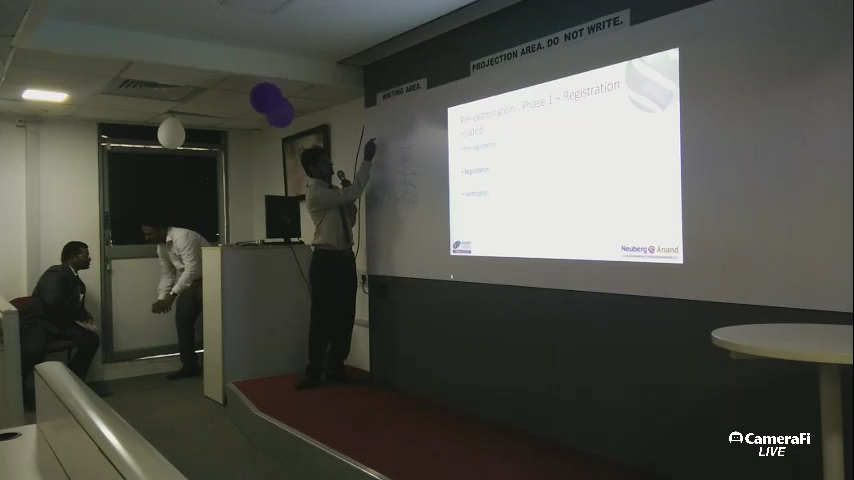 WRITING AREA.
PROJECTION AREA. DO NOT WRITE.
Pre-examination : Phase 1 – Registration
related
• Pre-registration
• Registration
• Verification
Neuberg Anand
CameraFi
LIVE